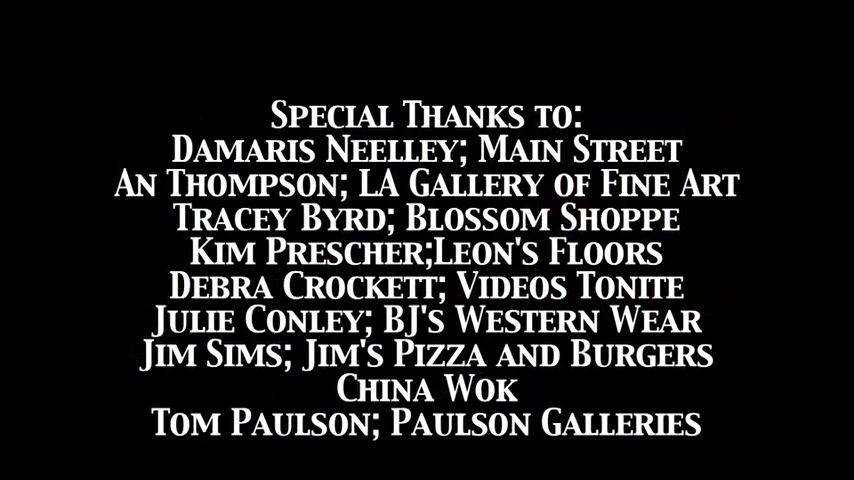 Special Thanks to:
Damaris Neelley; Main Street
An Thompson; LA Gallery of Fine Art
Tracey Byrd; Blossom Shoppe
Kim Prescher;Leon's Floors
Debra Crockett; Videos Tonite
Julie Conley; BJ's Western Wear
Jim Sims; Jim's Pizza and Burgers
China Wok
Tom Paulson; Paulson Galleries